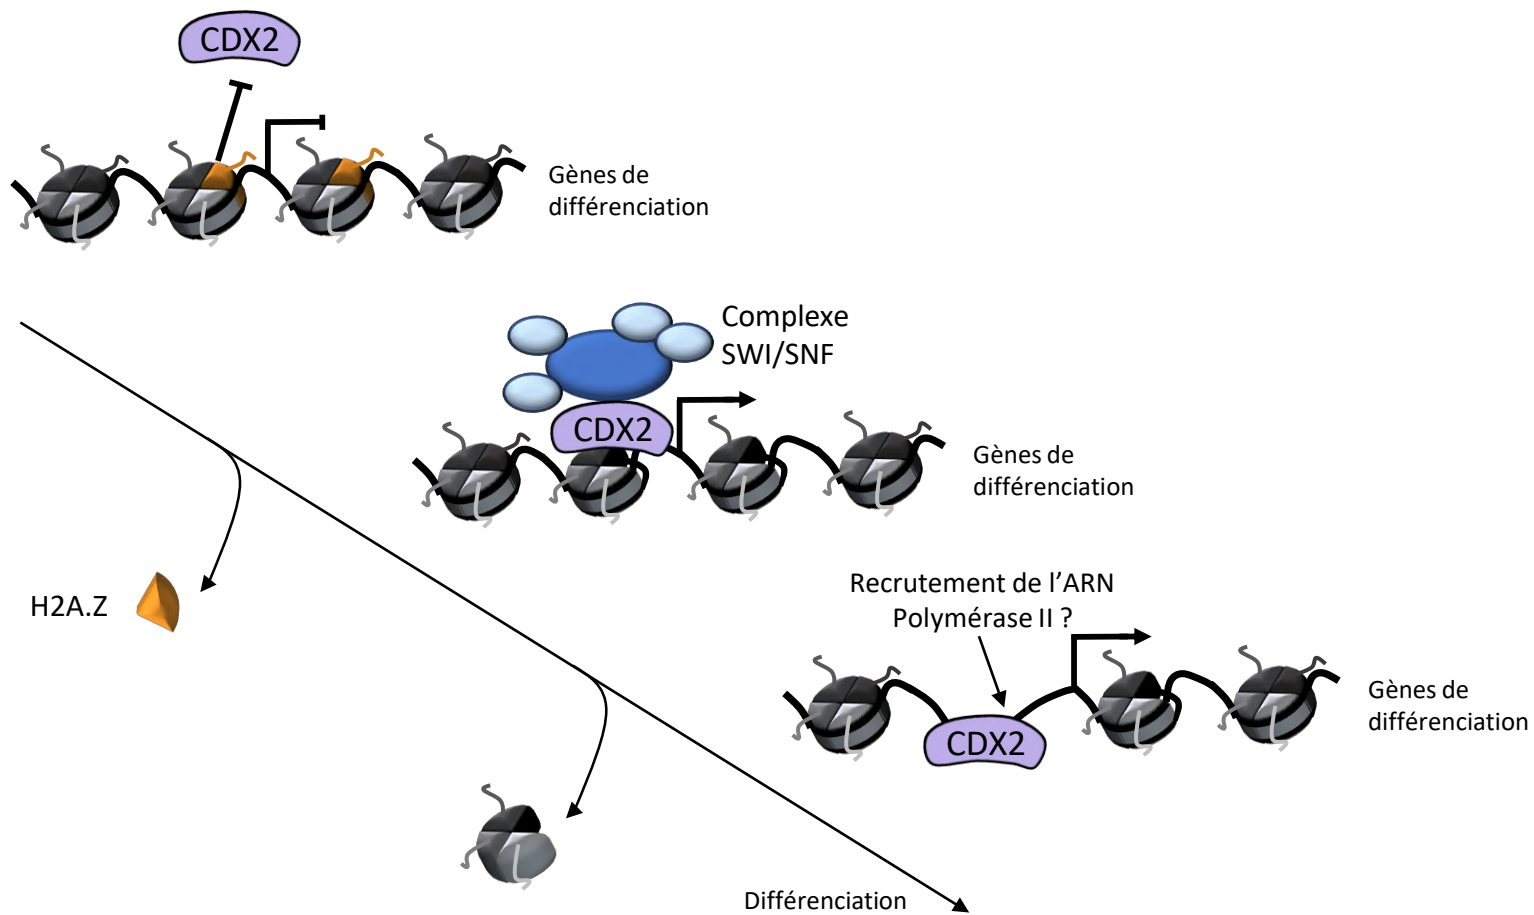 CDX2
Gènes de
différenciation
Complexe
SWI/SNF
CDX2
Gènes de
différenciation
H2A.Z
Recrutement de l'ARN
Polymérase II ?
CDX2
Gènes de
différenciation
Différenciation